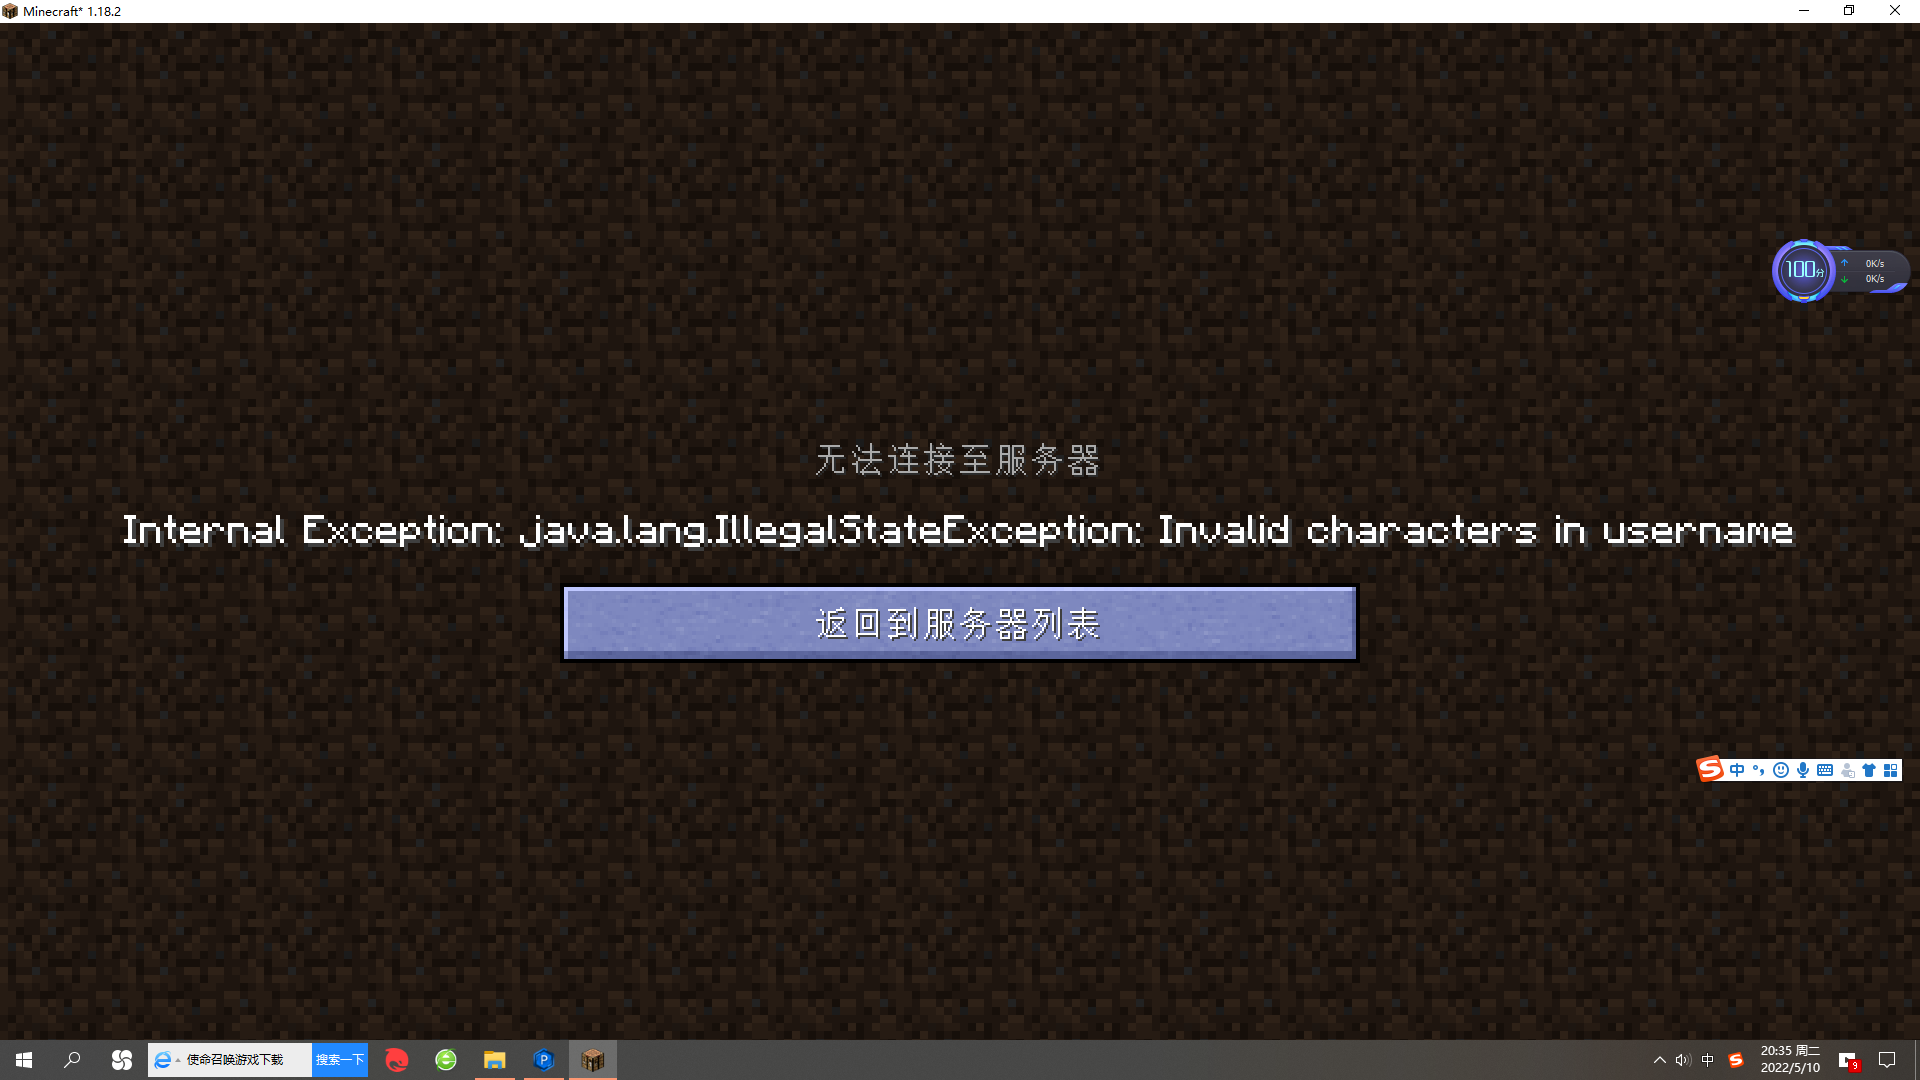 Minecraft* 1.18.2
100分
0K/s
0K/s
无法连接至服务器
Internal Exception: java.lang.IllegalStateException: Invalid characters in username
返回到服务器列表
中
使命召唤游戏下载
搜索一下
中
20:35 周二
2022/5/10
9